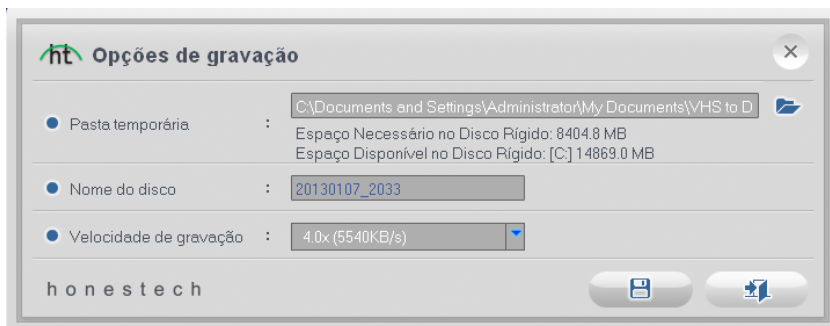 ht Opções de gravação
Pasta temporária : C:\Documents and Settings\Administrator\My Documents\VHS to D
Espaço Necessário no Disco Rígido: 8404.8 MB
Espaço Disponível no Disco Rígido: [C:] 14869.0 MB
Nome do disco : 20130107_2033
Velocidade de gravação : 4.0x (5540KB/s)
honestech